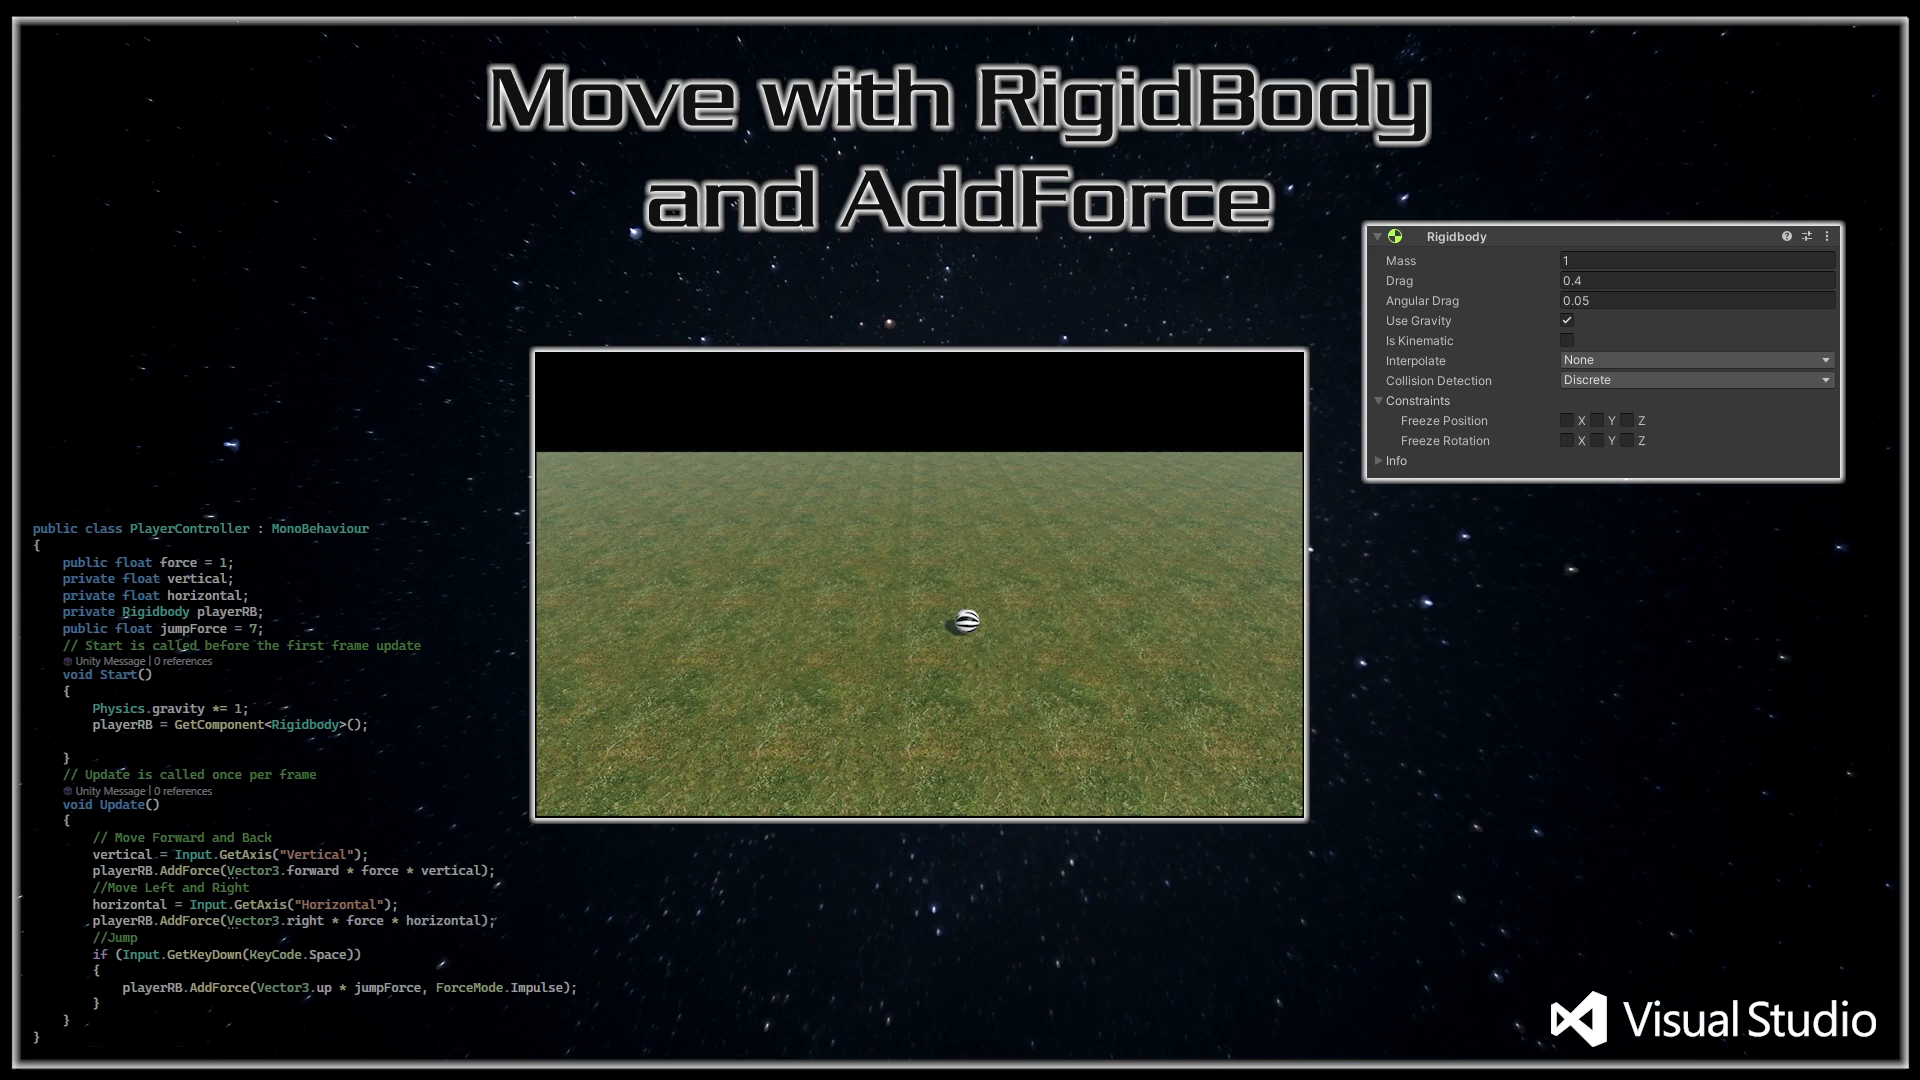 Move with RigidBody
and AddForce
Rigidbody
Mass 1
Drag 0.4
Angular Drag 0.05
Use Gravity
Is Kinematic
Interpolate None
Collision Detection Discrete
Constraints
Freeze Position X Y Z
Freeze Rotation X Y Z
Info
public class PlayerController : MonoBehaviour
{
public float force = 1;
private float vertical;
private float horizontal;
private Rigidbody playerRB;
public float jumpForce = 7;
// Start is called before the first frame update
Unity Message | 0 references
void Start()
{
Physics.gravity *= 1;
playerRB = GetComponent<Rigidbody>();
}
// Update is called once per frame
Unity Message | 0 references
void Update()
{
// Move Forward and Back
vertical = Input.GetAxis("Vertical");
playerRB.AddForce(Vector3.forward * force * vertical);
//Move Left and Right
horizontal = Input.GetAxis("Horizontal");
playerRB.AddForce(Vector3.right * force * horizontal);
//Jump
if (Input.GetKeyDown(KeyCode.Space))
{
playerRB.AddForce(Vector3.up * jumpForce, ForceMode.Impulse);
}
}
}
Visual Studio